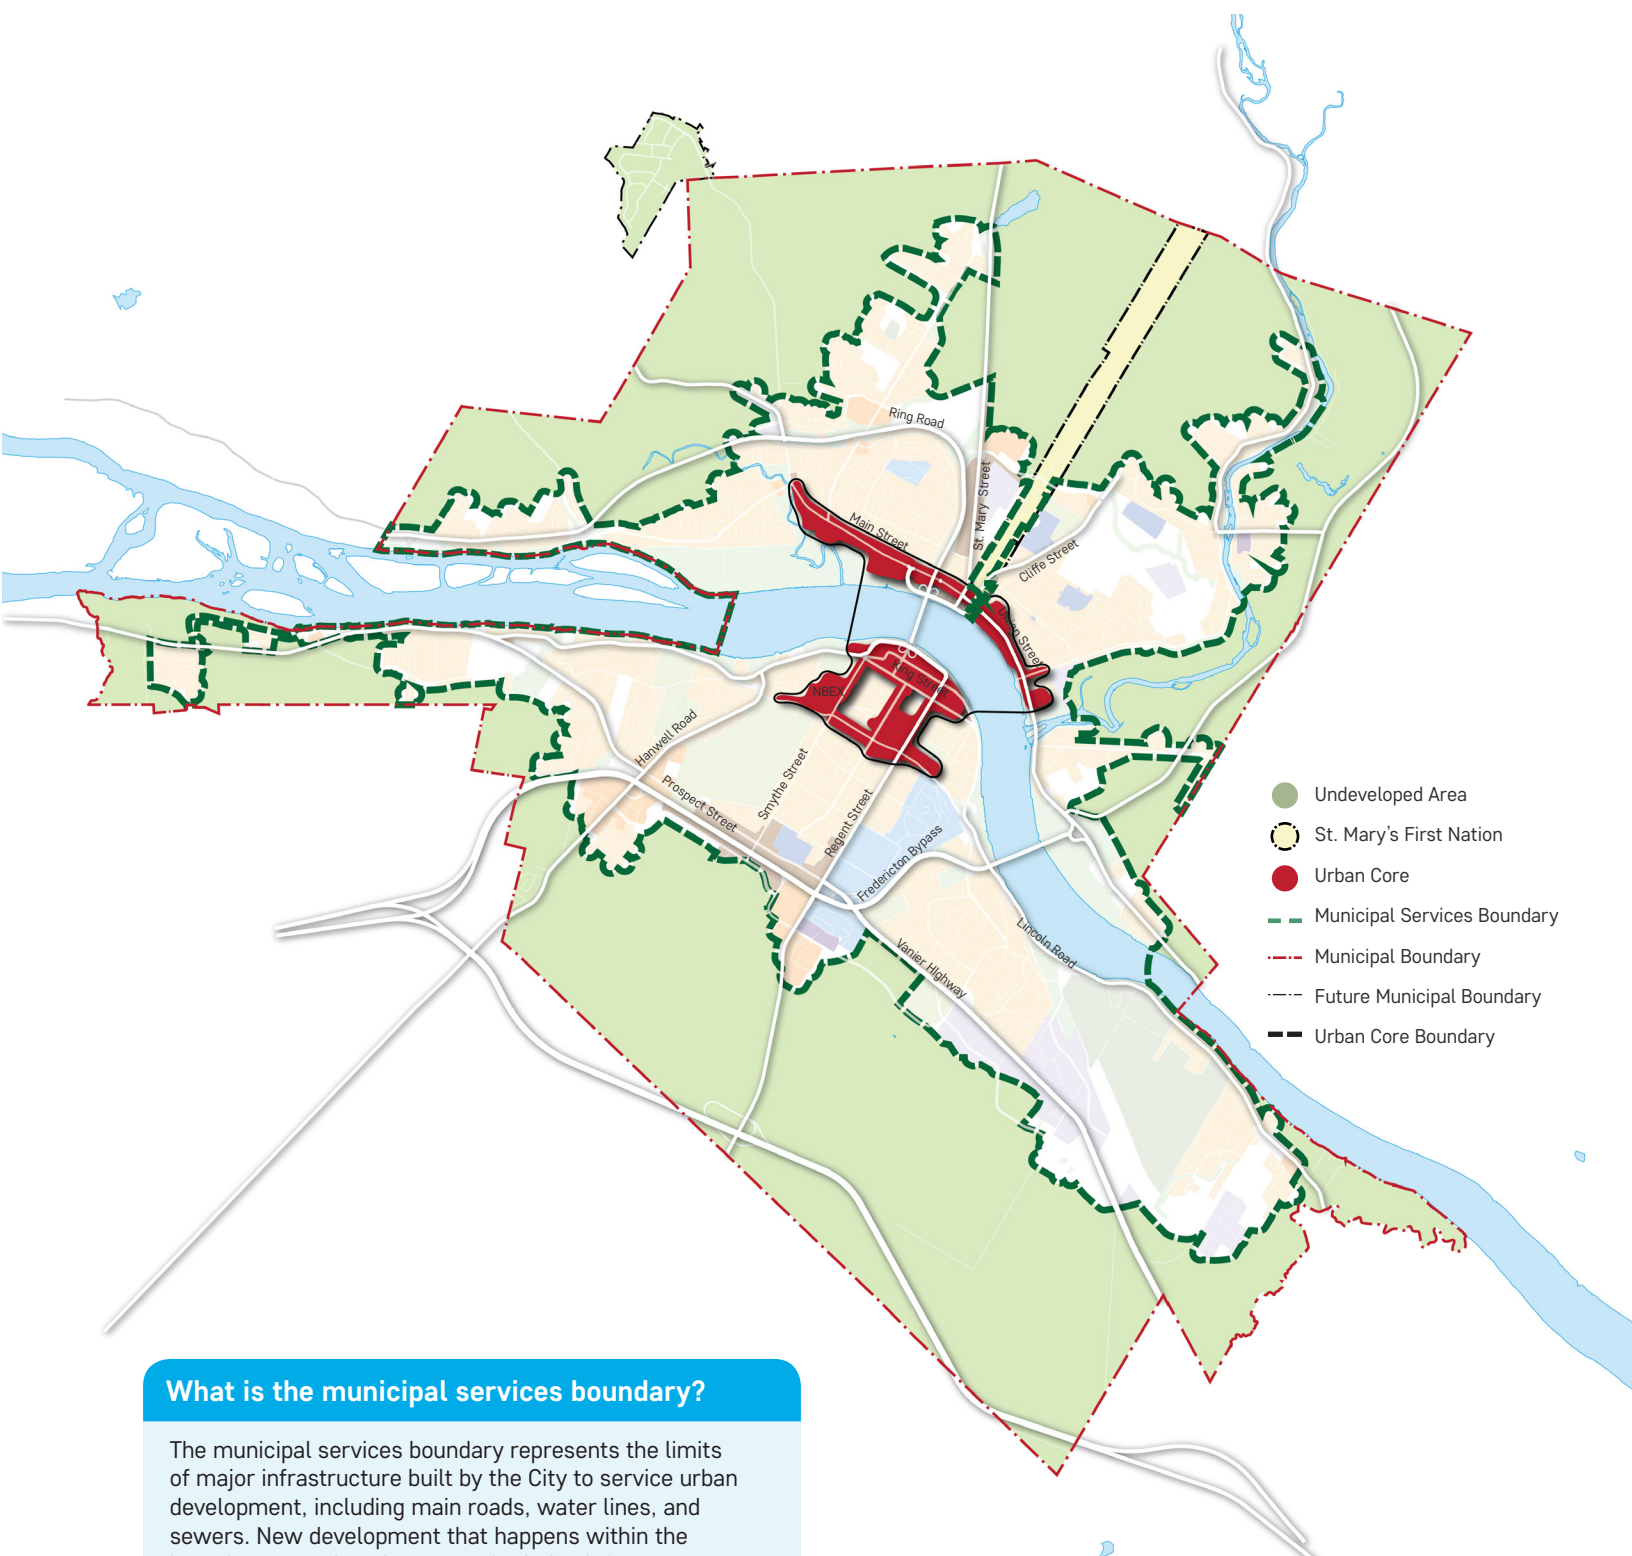 Ring Road
St. Mary Street
Main Street
Cliffe Street
Union Street
King Street
NBEX
Hanwell Road
Smythe Street
Prospect Street
Regent Street
Fredericton Bypass
Vanier HIghway
Lincoln Road
Undeveloped Area
St. Mary's First Nation
Urban Core
Municipal Services Boundary
Municipal Boundary
Future Municipal Boundary
Urban Core Boundary
What is the municipal services boundary?
The municipal services boundary represents the limits
of major infrastructure built by the City to service urban
development, including main roads, water lines, and
sewers. New development that happens within the